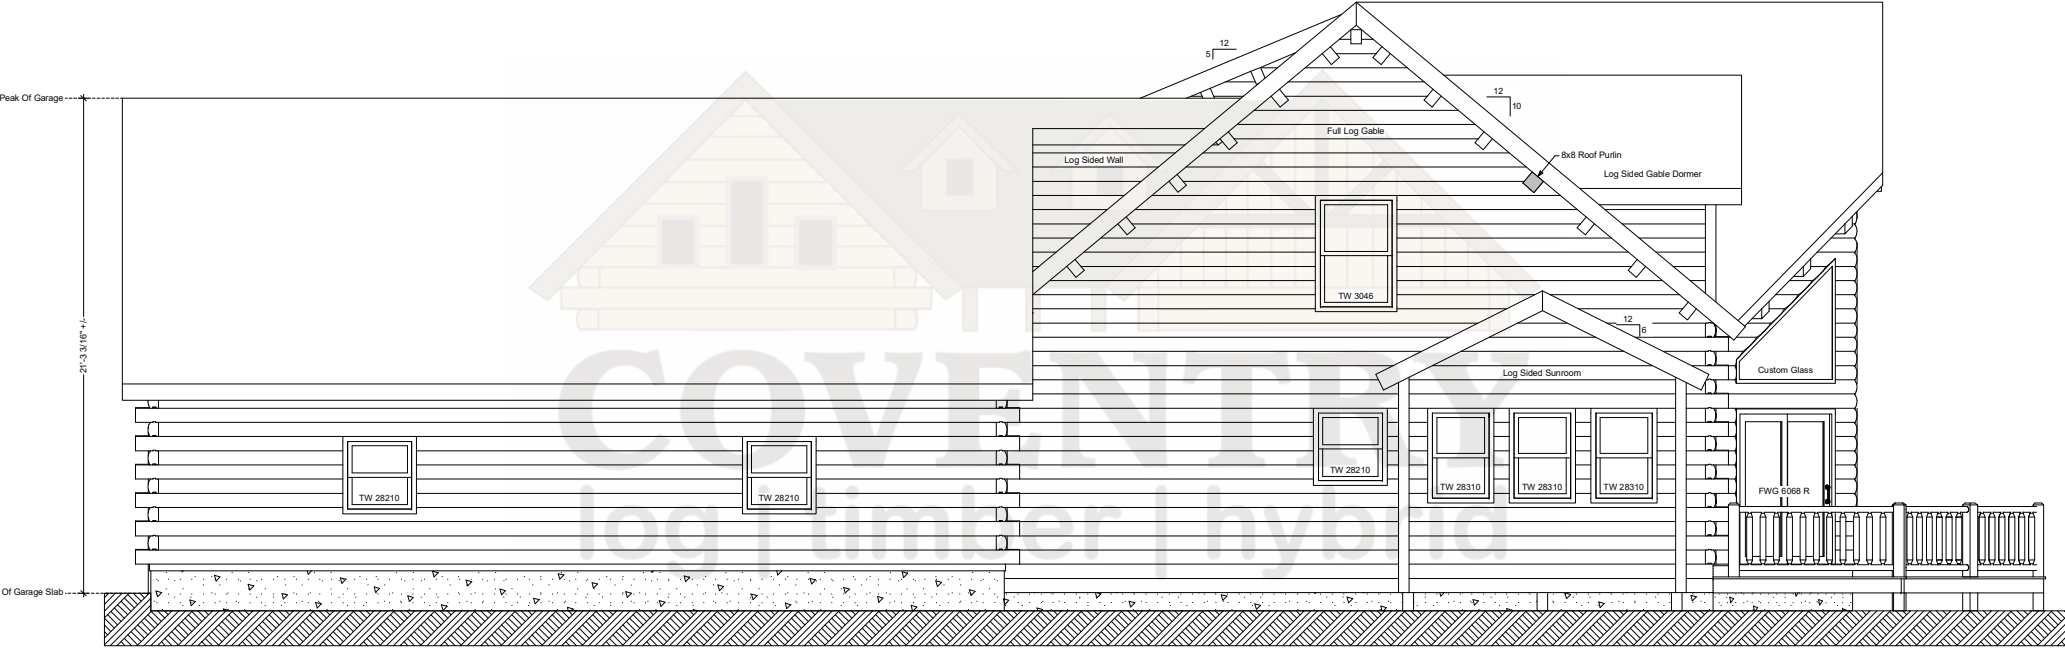 12
5
Peak Of Garage
12
10
Full Log Gable
8x8 Roof Purlin
Log Sided Wall
Log Sided Gable Dormer
TW 3046
12
6
21'-3 3/16" +/-
Log Sided Sunroom
Custom Glass
COVENTRY
log | timber | hybrid
TW 28210
TW 28210
TW 28210
TW 28310
TW 28310
TW 28310
FWG 6068 R
Of Garage Slab